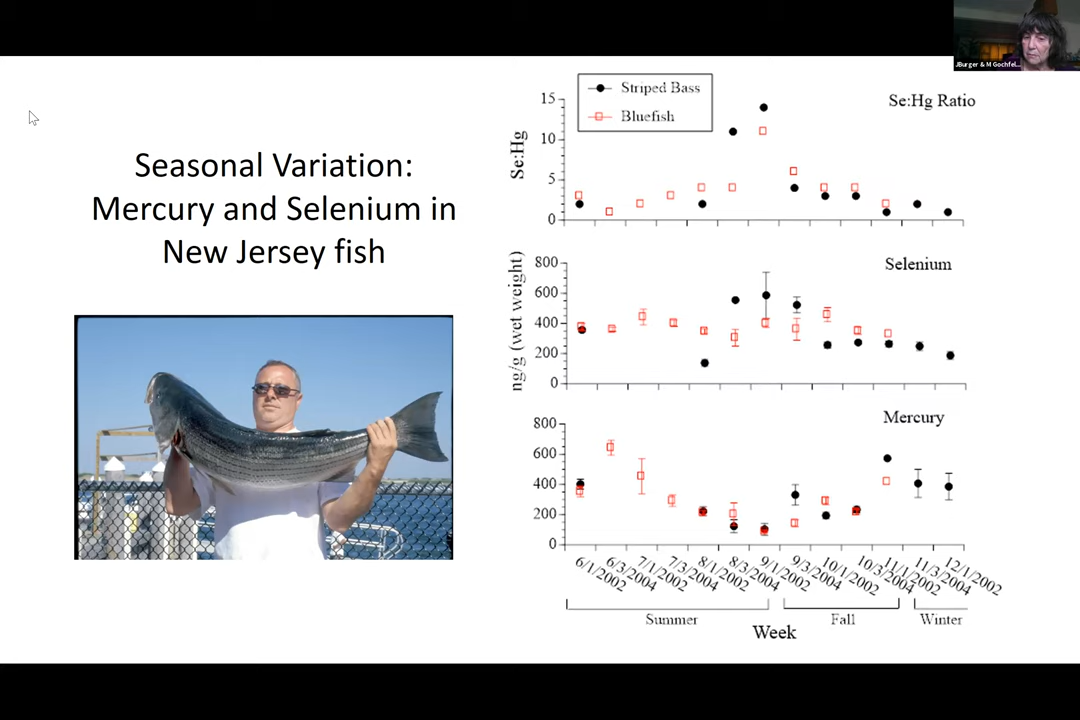 JBurger & M Gochfel...
Seasonal Variation:
Mercury and Selenium in
New Jersey fish
Striped Bass
Bluefish
Se:Hg Ratio
Se:Hg
15
10
5
0
Selenium
ng/g (wet weight)
800
600
400
200
0
Mercury
800
600
400
200
0
6/1/2002
6/3/2004
7/1/2002
7/3/2004
8/1/2002
8/3/2004
9/1/2002
9/3/2004
10/1/2002
10/3/2004
11/1/2002
11/3/2004
12/1/2002
Summer
Fall
Winter
Week